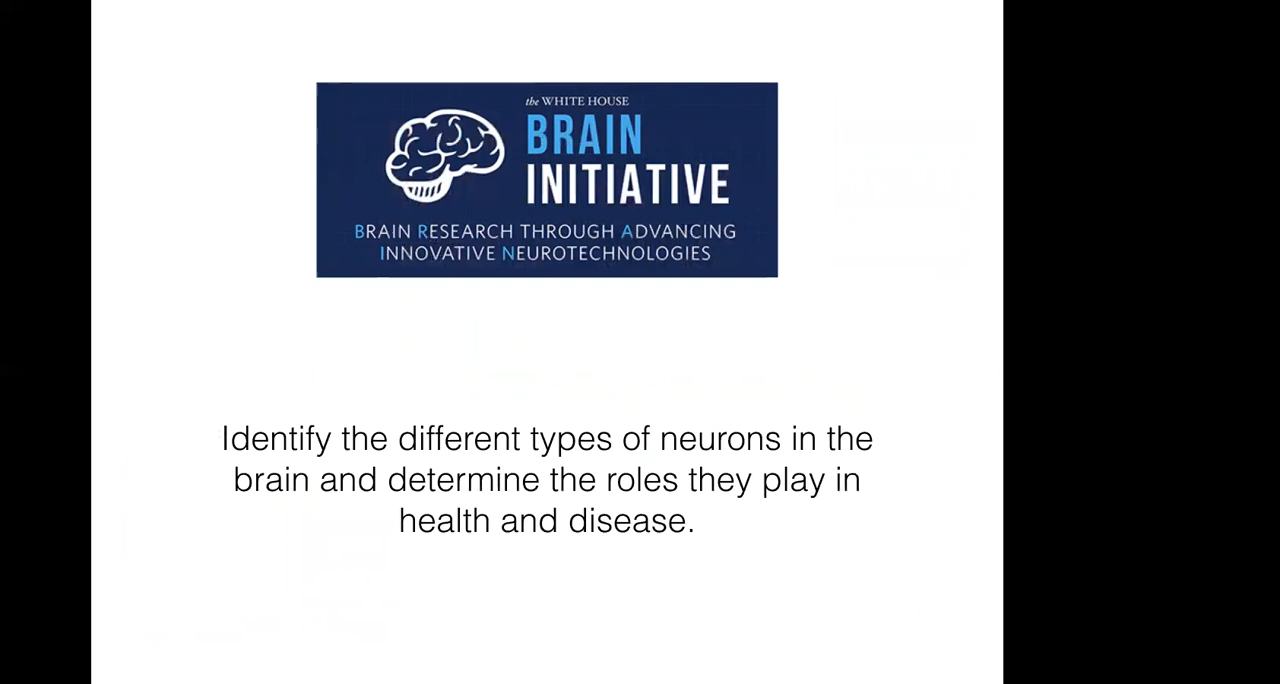 the WHITE HOUSE
BRAIN
INITIATIVE
BRAIN RESEARCH THROUGH ADVANCING
INNOVATIVE NEUROTECHNOLOGIES
Identify the different types of neurons in the
brain and determine the roles they play in
health and disease.